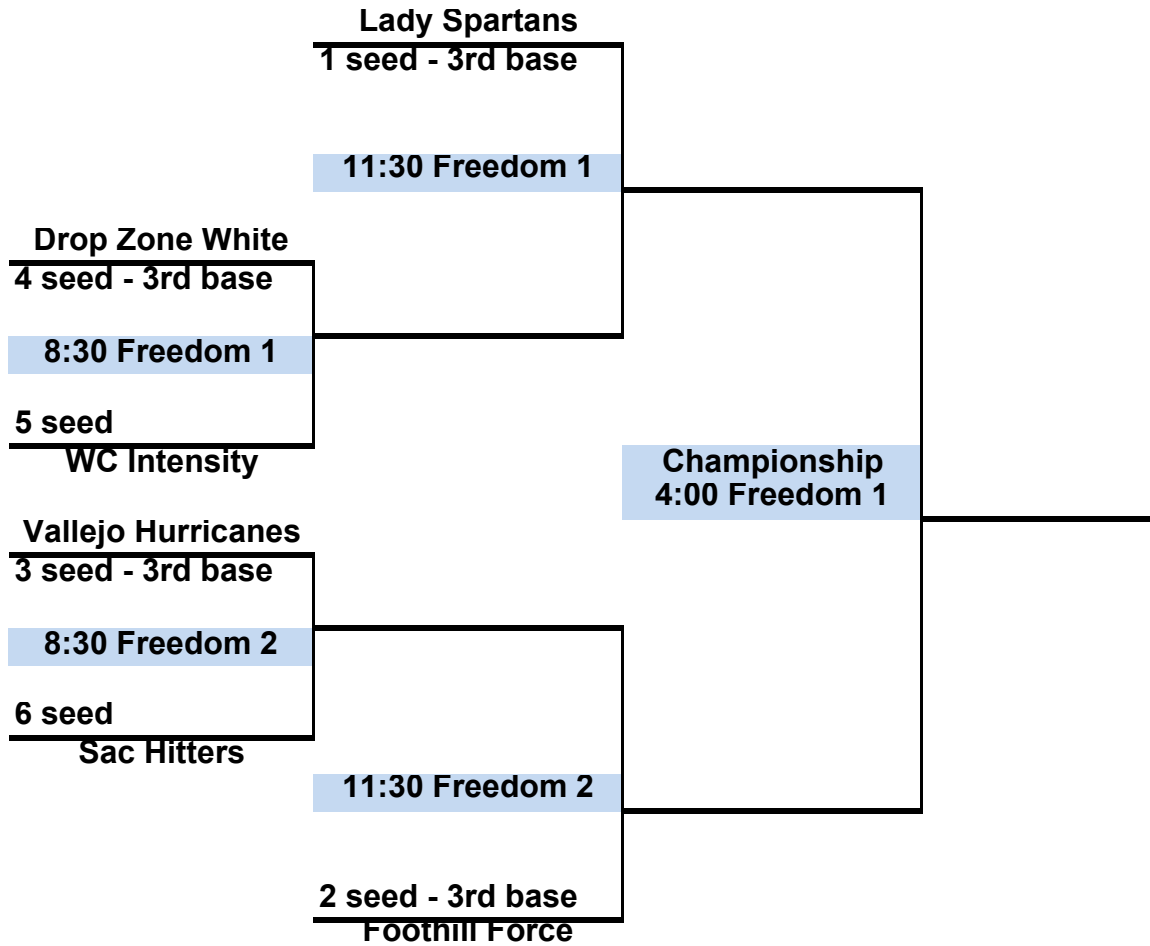 Lady Spartans
1 seed - 3rd base
11:30 Freedom 1
Drop Zone White
4 seed - 3rd base
8:30 Freedom 1
5 seed
WC Intensity
Championship
4:00 Freedom 1
Vallejo Hurricanes
3 seed - 3rd base
8:30 Freedom 2
6 seed
Sac Hitters
11:30 Freedom 2
2 seed - 3rd base
Foothill Force